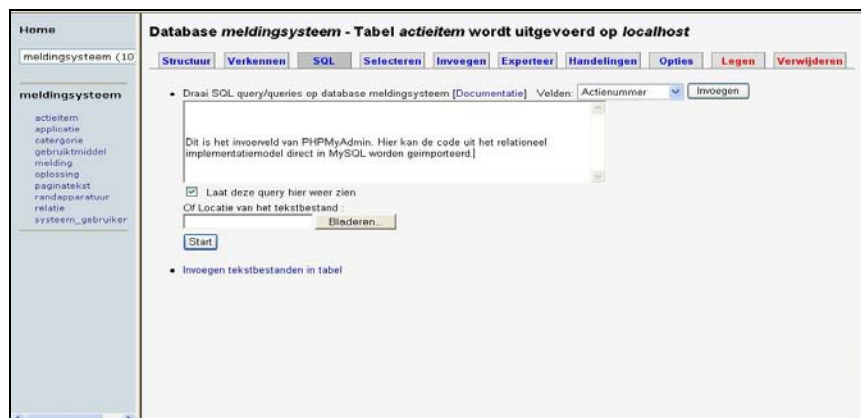 Home
meldingsysteem (10
meldingsysteem
actieitem
applicatie
catergorie
gebruiktmiddel
melding
oplossing
paginatekst
randapparatuur
relatie
systeem_gebruiker
Database meldingsysteem - Tabel actieitem wordt uitgevoerd op localhost
Structuur Verkennen SQL Selecteren Invoegen Exporteer Handelingen Opties Legen Verwijderen
• Draai SQL query/queries op database meldingsysteem [Documentatie] Velden: Actienummer Invoegen
Dit is het invoerveld van PHPMyAdmin. Hier kan de code uit het relationeel
implementatiemodel direct in MySQL worden geimporteerd.
Laat deze query hier weer zien
Of Locatie van het tekstbestand :
Bladeren...
Start
• Invoegen tekstbestanden in tabel